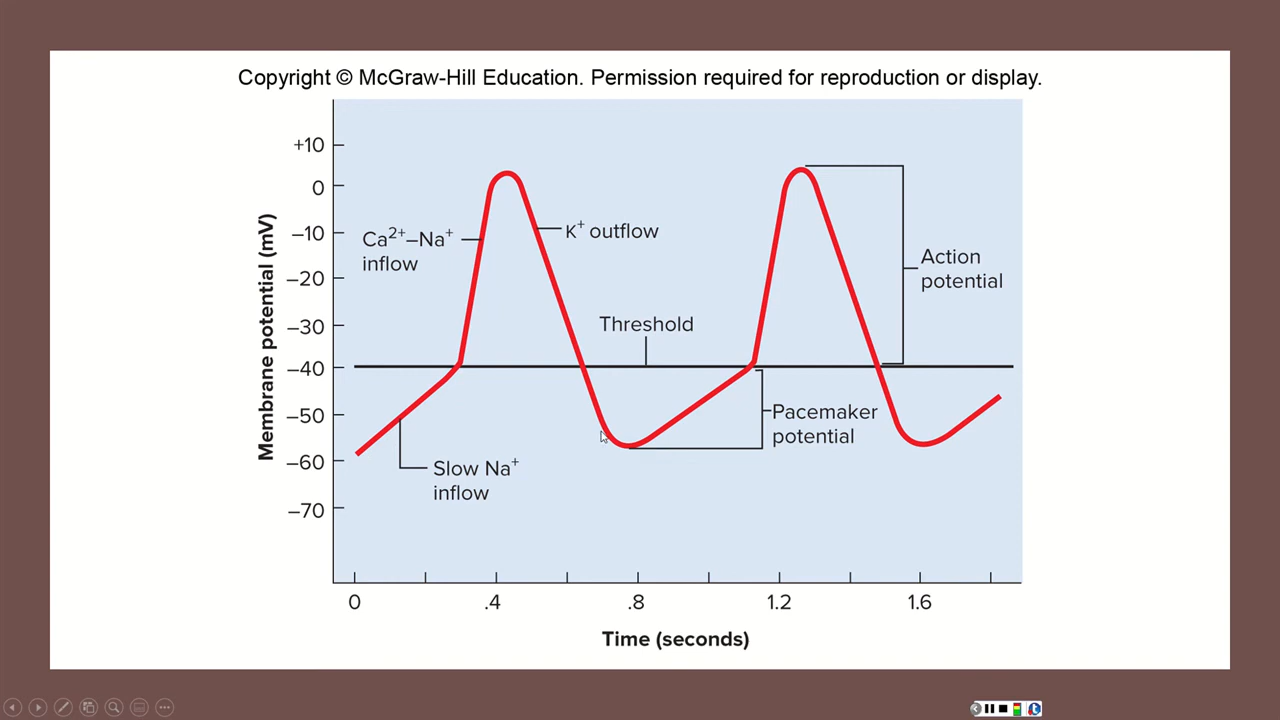 Copyright © McGraw-Hill Education. Permission required for reproduction or display.
+10
0
–10
–20
–30
–40
–50
–60
–70
Membrane potential (mV)
Ca²⁺–Na⁺
inflow
K⁺ outflow
Action
potential
Threshold
Pacemaker
potential
Slow Na⁺
inflow
0
.4
.8
1.2
1.6
Time (seconds)